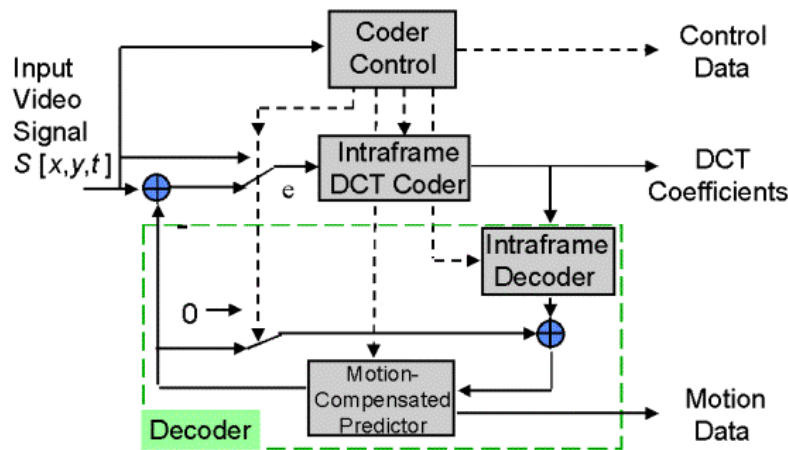 Coder
Control
Control
Data
Input
Video
Signal
S [x,y,t]
Intraframe
DCT Coder
e
DCT
Coefficients
-
Intraframe
Decoder
0
Motion-
Compensated
Predictor
Decoder
Motion
Data